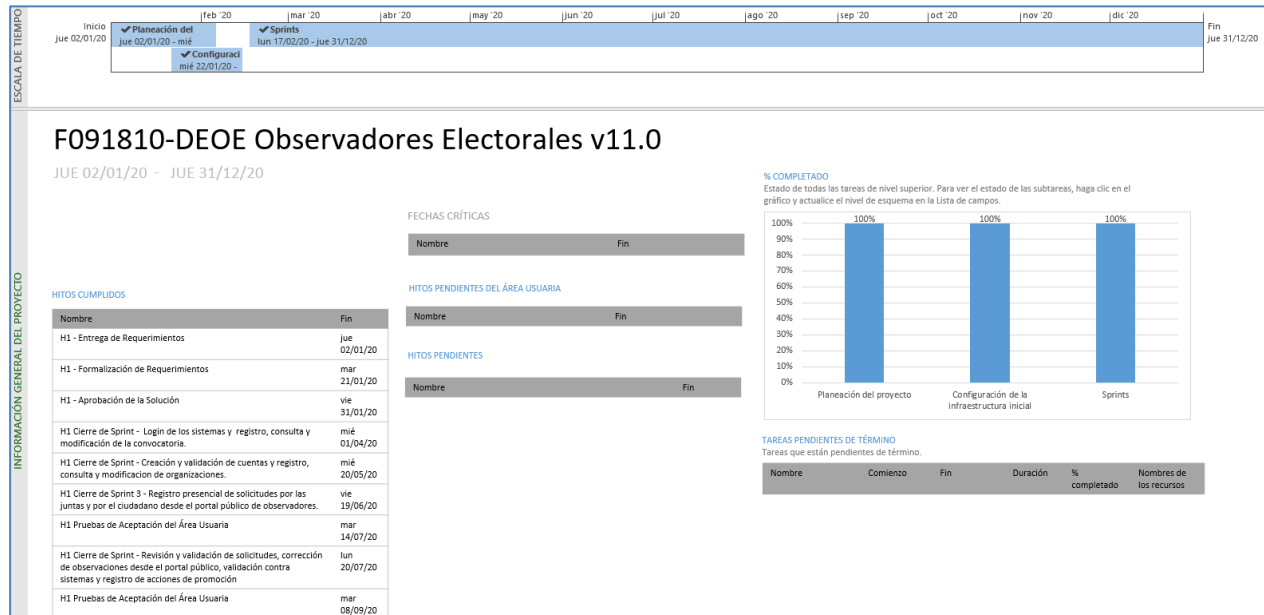 ESCALA DE TIEMPO
feb '20 mar '20 abr '20 may '20 jun '20 jul '20 ago '20 sep '20 oct '20 nov '20 dic '20
Inicio
jue 02/01/20
Planeación del
jue 02/01/20 - mié
Sprints
lun 17/02/20 - jue 31/12/20
Configuraci
mié 22/01/20 -
Fin
jue 31/12/20
INFORMACIÓN GENERAL DEL PROYECTO
F091810-DEOE Observadores Electorales v11.0
JUE 02/01/20 - JUE 31/12/20
HITOS CUMPLIDOS
Nombre Fin
H1 - Entrega de Requerimientos jue
02/01/20
H1 - Formalización de Requerimientos mar
21/01/20
H1 - Aprobación de la Solución vie
31/01/20
H1 Cierre de Sprint - Login de los sistemas y registro, consulta y mié
modificación de la convocatoria. 01/04/20
H1 Cierre de Sprint - Creación y validación de cuentas y registro, mié
consulta y modificacion de organizaciones. 20/05/20
H1 Cierre de Sprint 3 - Registro presencial de solicitudes por las vie
juntas y por el ciudadano desde el portal público de observadores. 19/06/20
H1 Pruebas de Aceptación del Área Usuaria mar
14/07/20
H1 Cierre de Sprint - Revisión y validación de solicitudes, corrección lun
de observaciones desde el portal público, validación contra 20/07/20
sistemas y registro de acciones de promoción
H1 Pruebas de Aceptación del Área Usuaria mar
08/09/20
FECHAS CRÍTICAS
Nombre Fin
HITOS PENDIENTES DEL ÁREA USUARIA
Nombre Fin
HITOS PENDIENTES
Nombre Fin
% COMPLETADO
Estado de todas las tareas de nivel superior. Para ver el estado de las subtareas, haga clic en el
gráfico y actualice el nivel de esquema en la Lista de campos.
100% 100% 100%
100%
90%
80%
70%
60%
50%
40%
30%
20%
10%
0%
Planeación del proyecto Configuración de la Sprints
infraestructura inicial
TAREAS PENDIENTES DE TÉRMINO
Tareas que están pendientes de término.
Nombre Comienzo Fin Duración % Nombres de
completado los recursos